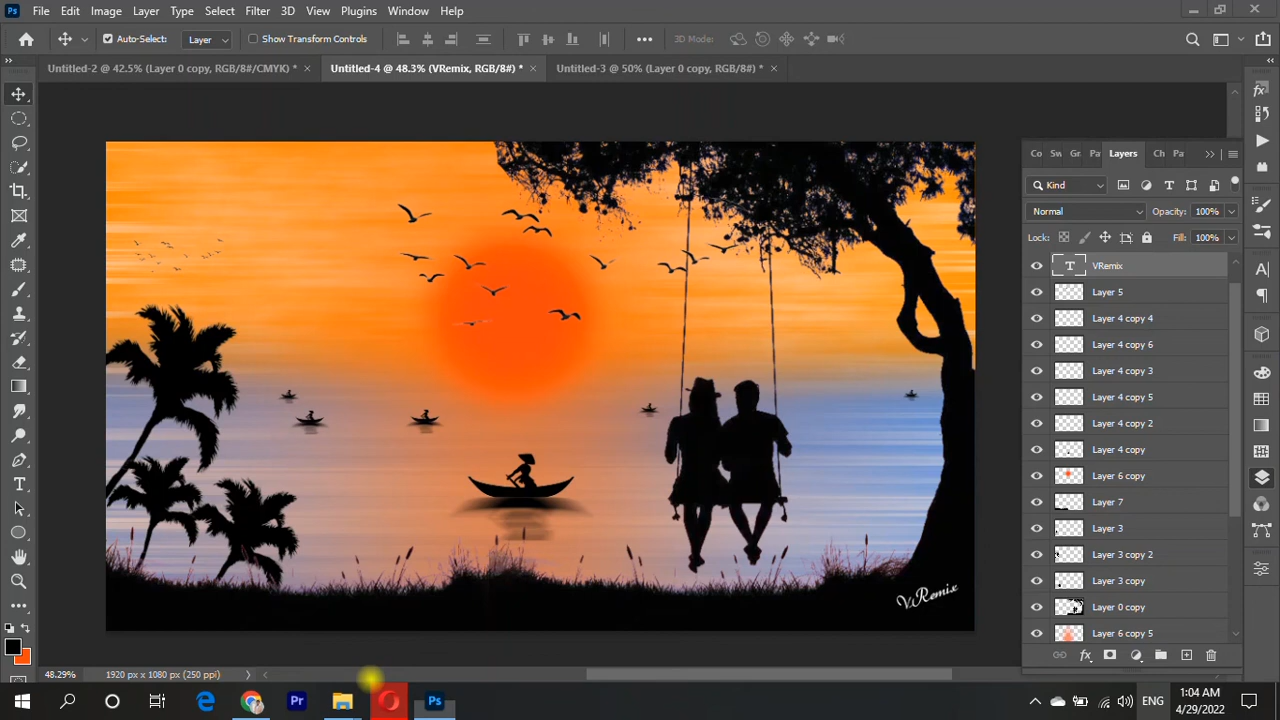 Ps File Edit Image Layer Type Select Filter 3D View Plugins Window Help
Auto-Select: Layer Show Transform Controls 3D Mode:
Untitled-2 @ 42.5% (Layer 0 copy, RGB/8#/CMYK) * × Untitled-4 @ 48.3% (VRemix, RGB/8#) * × Untitled-3 @ 50% (Layer 0 copy, RGB/8#) * ×
Co Sw Gr Pa Layers Ch Pa
Kind
Normal Opacity: 100%
Lock: Fill: 100%
T VRemix
Layer 5
Layer 4 copy 4
Layer 4 copy 6
Layer 4 copy 3
Layer 4 copy 5
Layer 4 copy 2
Layer 4 copy
Layer 6 copy
Layer 7
Layer 3
Layer 3 copy 2
Layer 3 copy
Layer 0 copy
Layer 6 copy 5
V.Remix
48.29% 1920 px x 1080 px (250 ppi)
Pr Ps ENG 1:04 AM
4/29/2022